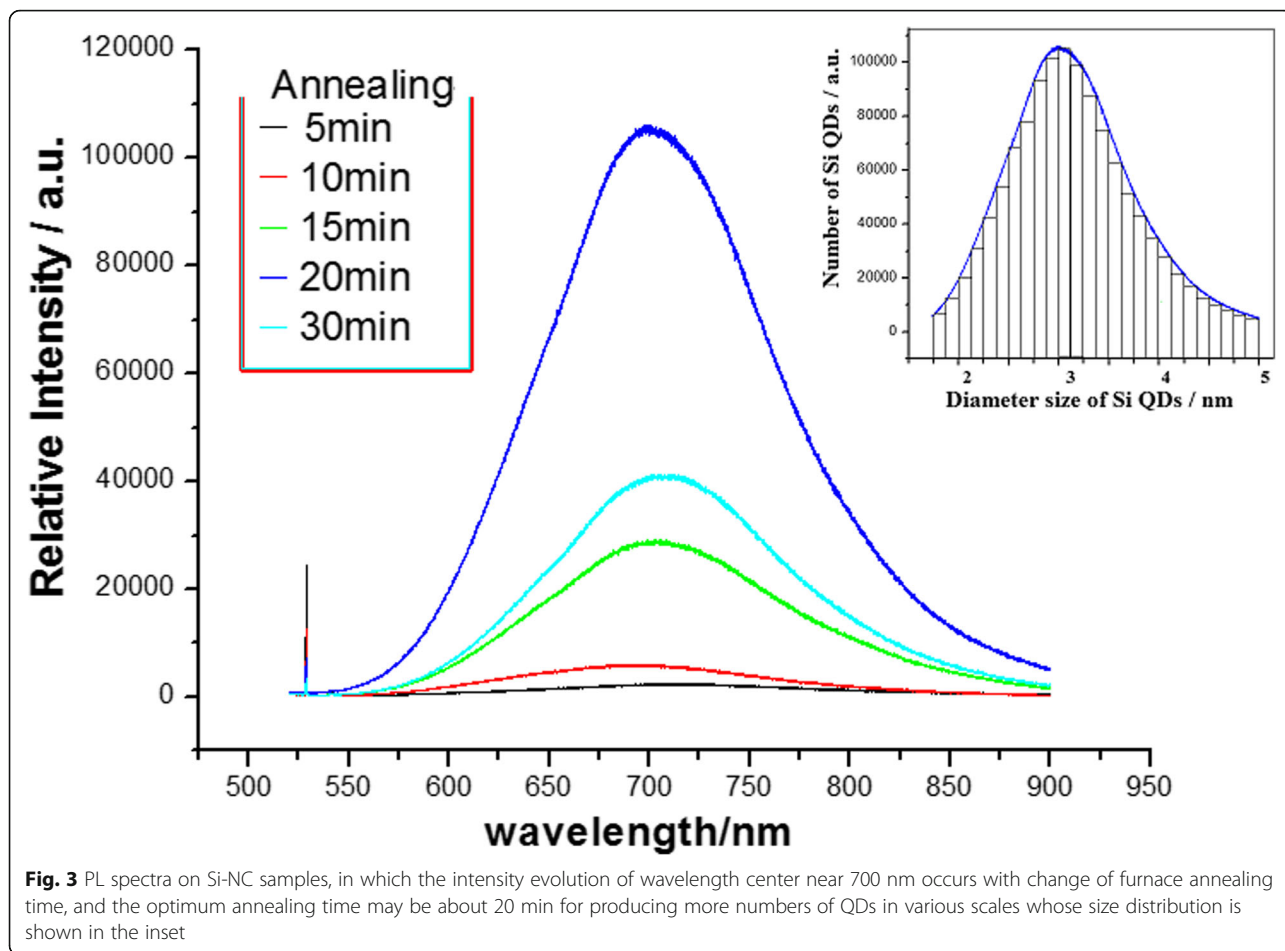 120000
100000
80000
60000
40000
20000
0
Relative Intensity / a.u.
500 550 600 650 700 750 800 850 900 950
wavelength/nm
Annealing
5min
10min
15min
20min
30min
100000
80000
60000
40000
20000
0
Number of Si QDs / a.u.
2 3 4 5
Diameter size of Si QDs / nm
Fig. 3 PL spectra on Si-NC samples, in which the intensity evolution of wavelength center near 700 nm occurs with change of furnace annealing
time, and the optimum annealing time may be about 20 min for producing more numbers of QDs in various scales whose size distribution is
shown in the inset